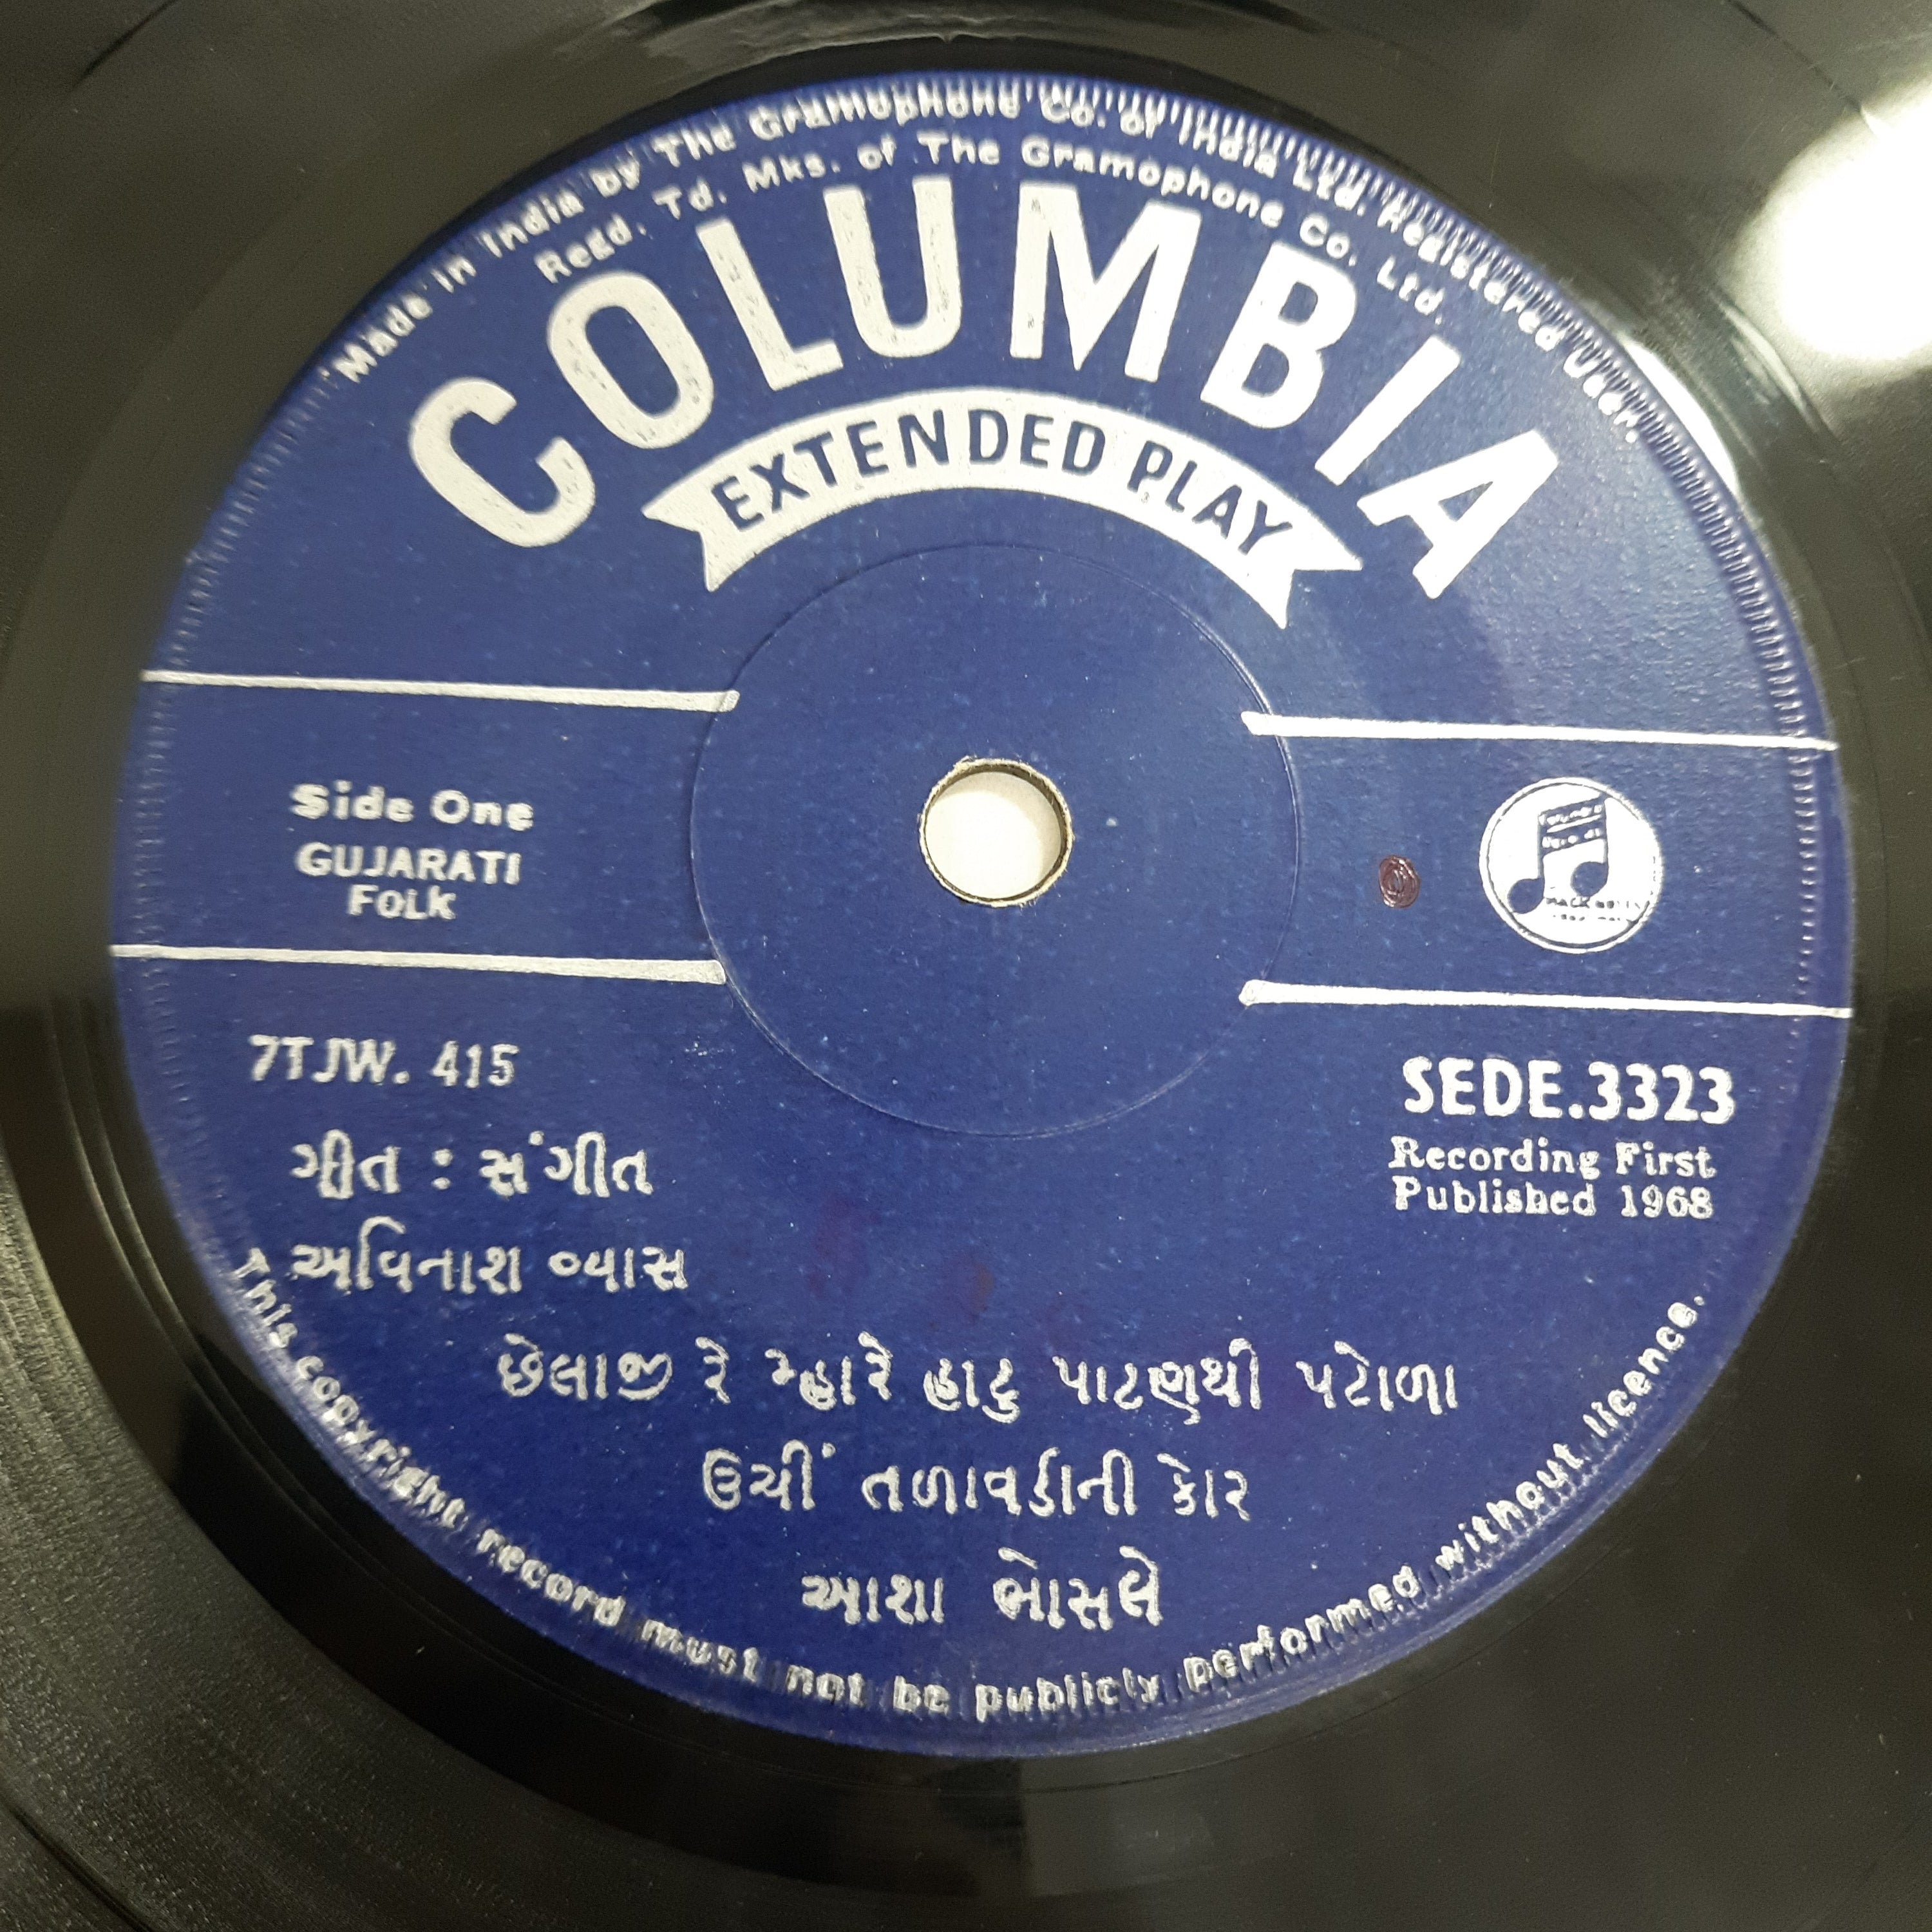 Made in India by The Gramophone Co. of India Ltd. Registered User.
Regd. Td. Mks. of The Gramophone Co. Ltd.
COLUMBIA
EXTENDED PLAY
Side One
GUJARATI
FOLK
7TJW. 415
SEDE.3323
Recording First
Published 1968
ગીત : સંગીત
અવિનાશ વ્યાસ
છેલાજી રે મ્હારે હાટુ પાટણથી પટોળા
ઉચીં તળાવડીની કોર
આશા ભોસલે
This copyright record must not be publicly performed without licence.